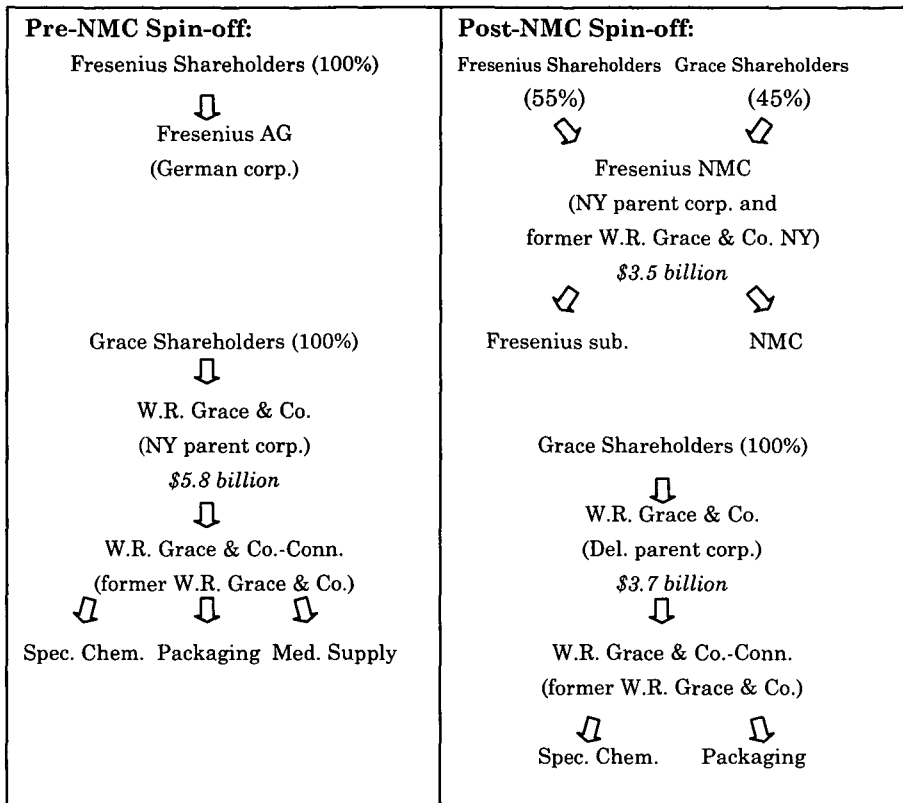 Pre-NMC Spin-off:
Fresenius Shareholders (100%)
Fresenius AG
(German corp.)
Grace Shareholders (100%)
W.R. Grace & Co.
(NY parent corp.)
$5.8 billion
W.R. Grace & Co.-Conn.
(former W.R. Grace & Co.)
Spec. Chem. Packaging Med. Supply
Post-NMC Spin-off:
Fresenius Shareholders Grace Shareholders
(55%) (45%)
Fresenius NMC
(NY parent corp. and
former W.R. Grace & Co. NY)
$3.5 billion
Fresenius sub. NMC
Grace Shareholders (100%)
W.R. Grace & Co.
(Del. parent corp.)
$3.7 billion
W.R. Grace & Co.-Conn.
(former W.R. Grace & Co.)
Spec. Chem. Packaging